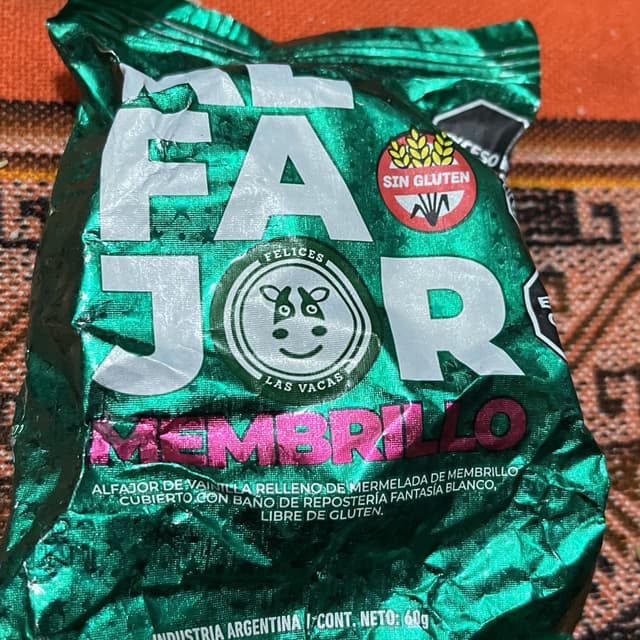 FA
JOR
SIN GLUTEN
FELICES
LAS VACAS
MEMBRILLO
ALFAJOR DE VAINILLA RELLENO DE MERMELADA DE MEMBRILLO
CUBIERTO CON BAÑO DE REPOSTERÍA FANTASÍA BLANCO,
LIBRE DE GLUTEN.
INDUSTRIA ARGENTINA | CONT. NETO: 60g